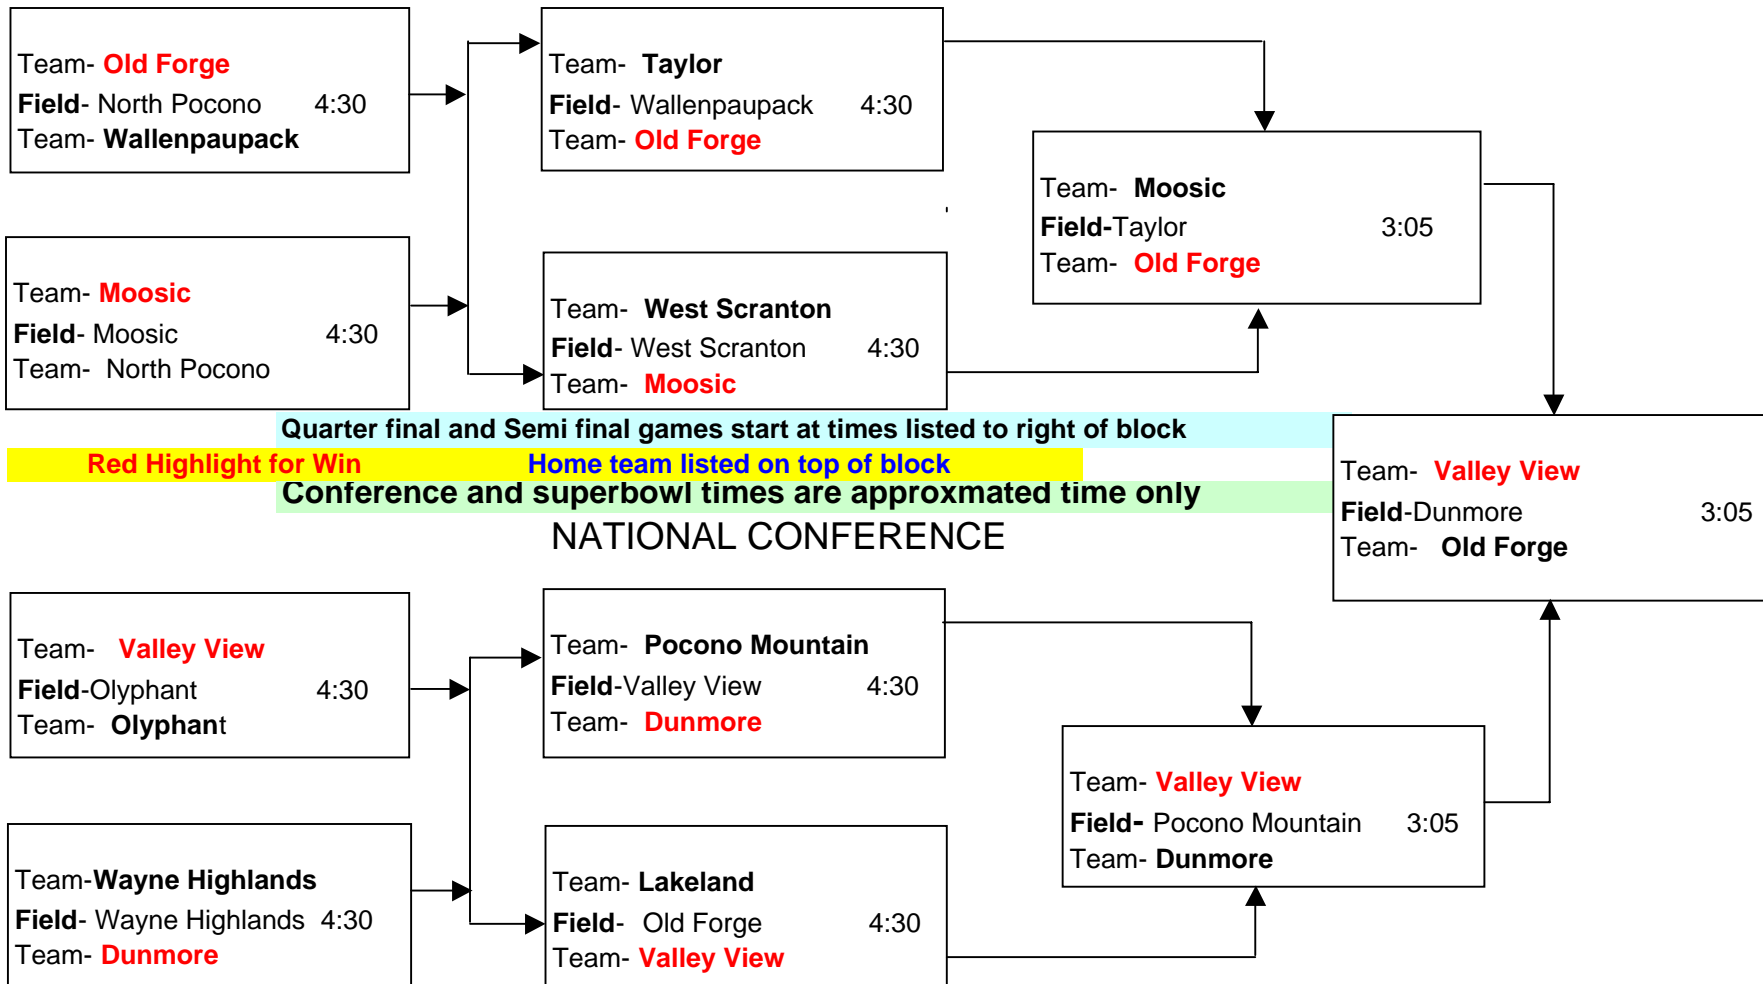 Team- Old Forge
Field- North Pocono 4:30
Team- Wallenpaupack
Team- Taylor
Field- Wallenpaupack 4:30
Team- Old Forge
Team- Moosic
Field-Taylor 3:05
Team- Old Forge
Team- Moosic
Field- Moosic 4:30
Team- North Pocono
Team- West Scranton
Field- West Scranton 4:30
Team- Moosic
Quarter final and Semi final games start at times listed to right of block
Red Highlight for Win Home team listed on top of block
Conference and superbowl times are approxmated time only
NATIONAL CONFERENCE
Team- Valley View
Field-Dunmore 3:05
Team- Old Forge
Team- Valley View
Field-Olyphant 4:30
Team- Olyphant
Team- Pocono Mountain
Field-Valley View 4:30
Team- Dunmore
Team- Valley View
Field- Pocono Mountain 3:05
Team- Dunmore
Team-Wayne Highlands
Field- Wayne Highlands 4:30
Team- Dunmore
Team- Lakeland
Field- Old Forge 4:30
Team- Valley View